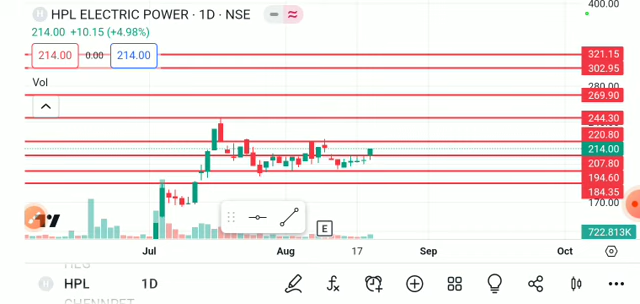 HPL ELECTRIC POWER · 1D · NSE
214.00 +10.15 (+4.98%)
214.00 0.00 214.00
Vol
400.00
321.15
302.95
280.00
269.90
244.30
220.80
214.00
207.80
194.60
184.35
170.00
722.813K
E
Jul Aug 17 Sep Oct
HPL 1D